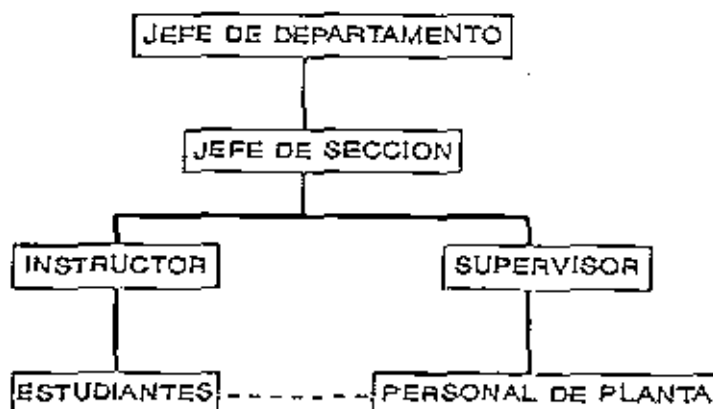 JEFE DE DEPARTAMENTO
JEFE DE SECCION
INSTRUCTOR
SUPERVISOR
ESTUDIANTES
PERSONAL DE PLANTA